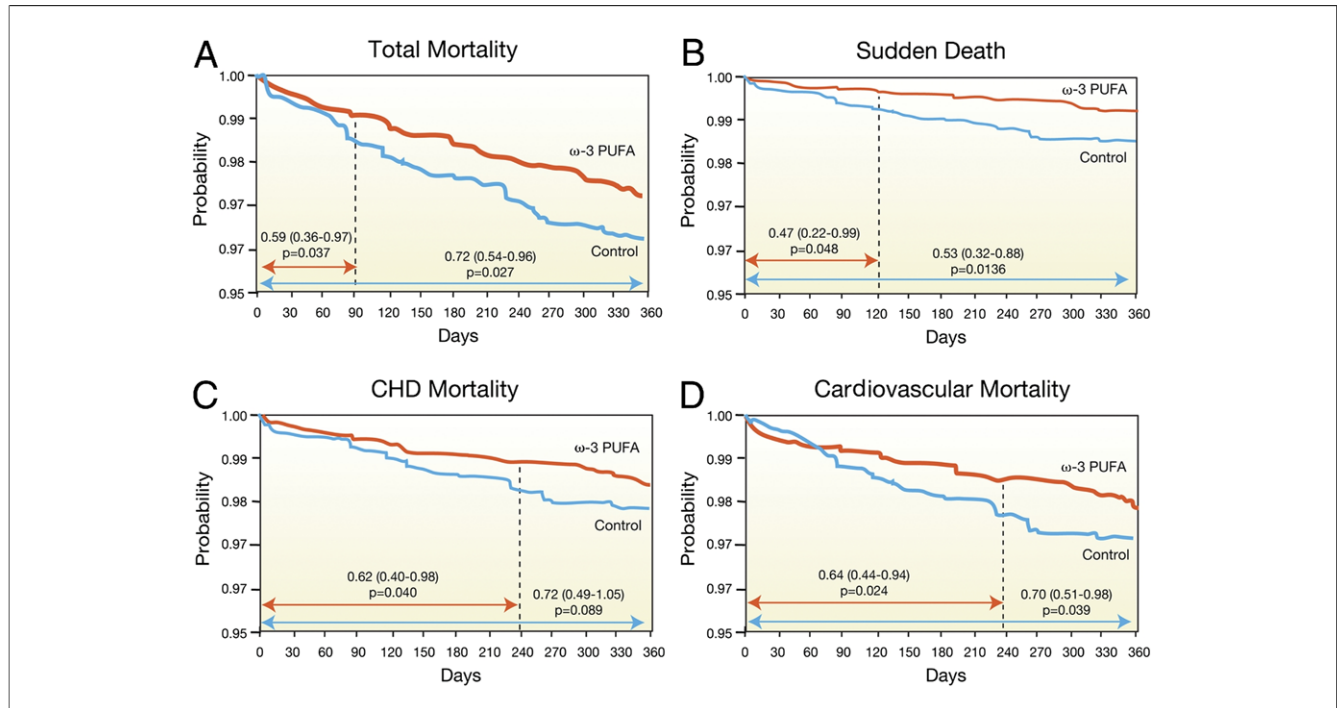 A Total Mortality
Probability
1.00
0.99
0.98
0.97
0.97
0.95
ω-3 PUFA
Control
0.59 (0.36-0.97)
p=0.037
0.72 (0.54-0.96)
p=0.027
0 30 60 90 120 150 180 210 240 270 300 330 360
Days
B Sudden Death
Probability
1.00
0.99
0.98
0.97
0.97
0.95
ω-3 PUFA
Control
0.47 (0.22-0.99)
p=0.048
0.53 (0.32-0.88)
p=0.0136
0 30 60 90 120 150 180 210 240 270 300 330 360
Days
C CHD Mortality
Probability
1.00
0.99
0.98
0.97
0.97
0.95
ω-3 PUFA
Control
0.62 (0.40-0.98)
p=0.040
0.72 (0.49-1.05)
p=0.089
0 30 60 90 120 150 180 210 240 270 300 330 360
Days
D Cardiovascular Mortality
Probability
1.00
0.99
0.98
0.97
0.97
0.95
ω-3 PUFA
Control
0.64 (0.44-0.94)
p=0.024
0.70 (0.51-0.98)
p=0.039
0 30 60 90 120 150 180 210 240 270 300 330 360
Days